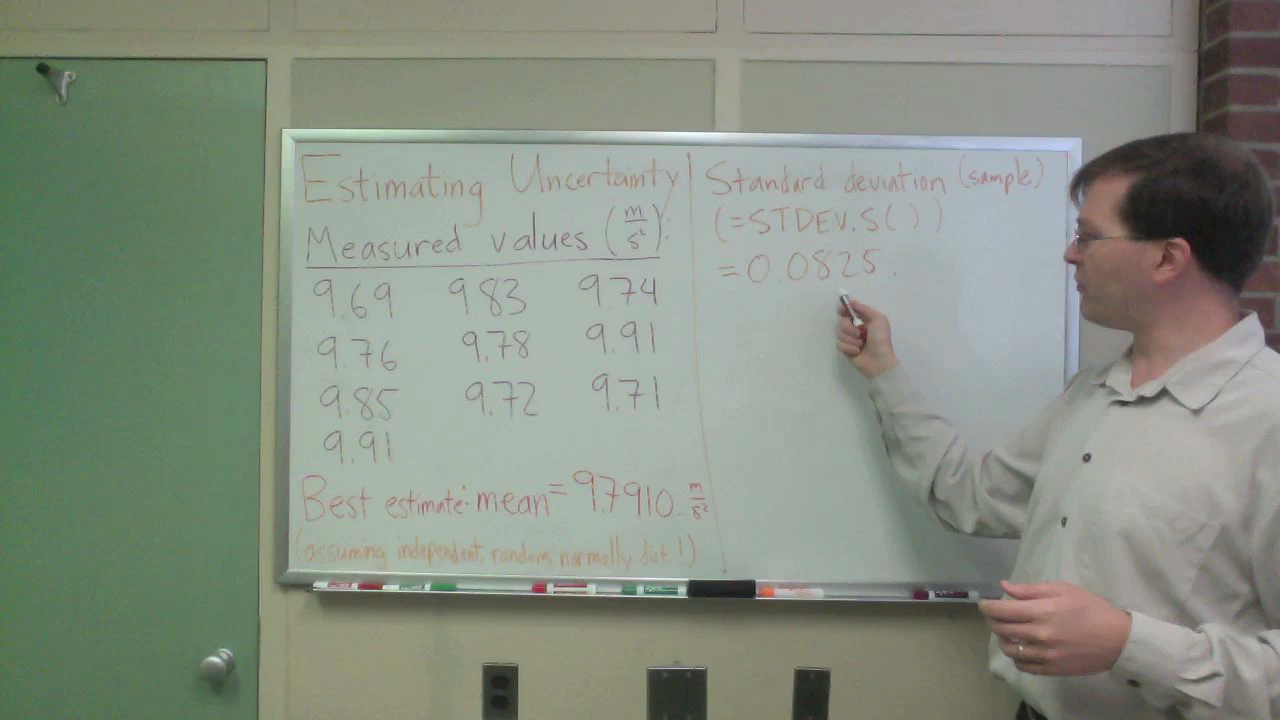 Estimating Uncertainty
Measured values (m/s²):
9.69 9.83 9.74
9.76 9.78 9.91
9.85 9.72 9.71
9.91
Best estimate: mean = 9.7910... m/s²
(assuming independent, random, normally dist.!)
Standard deviation (sample)
(=STDEV.S())
=0.0825...